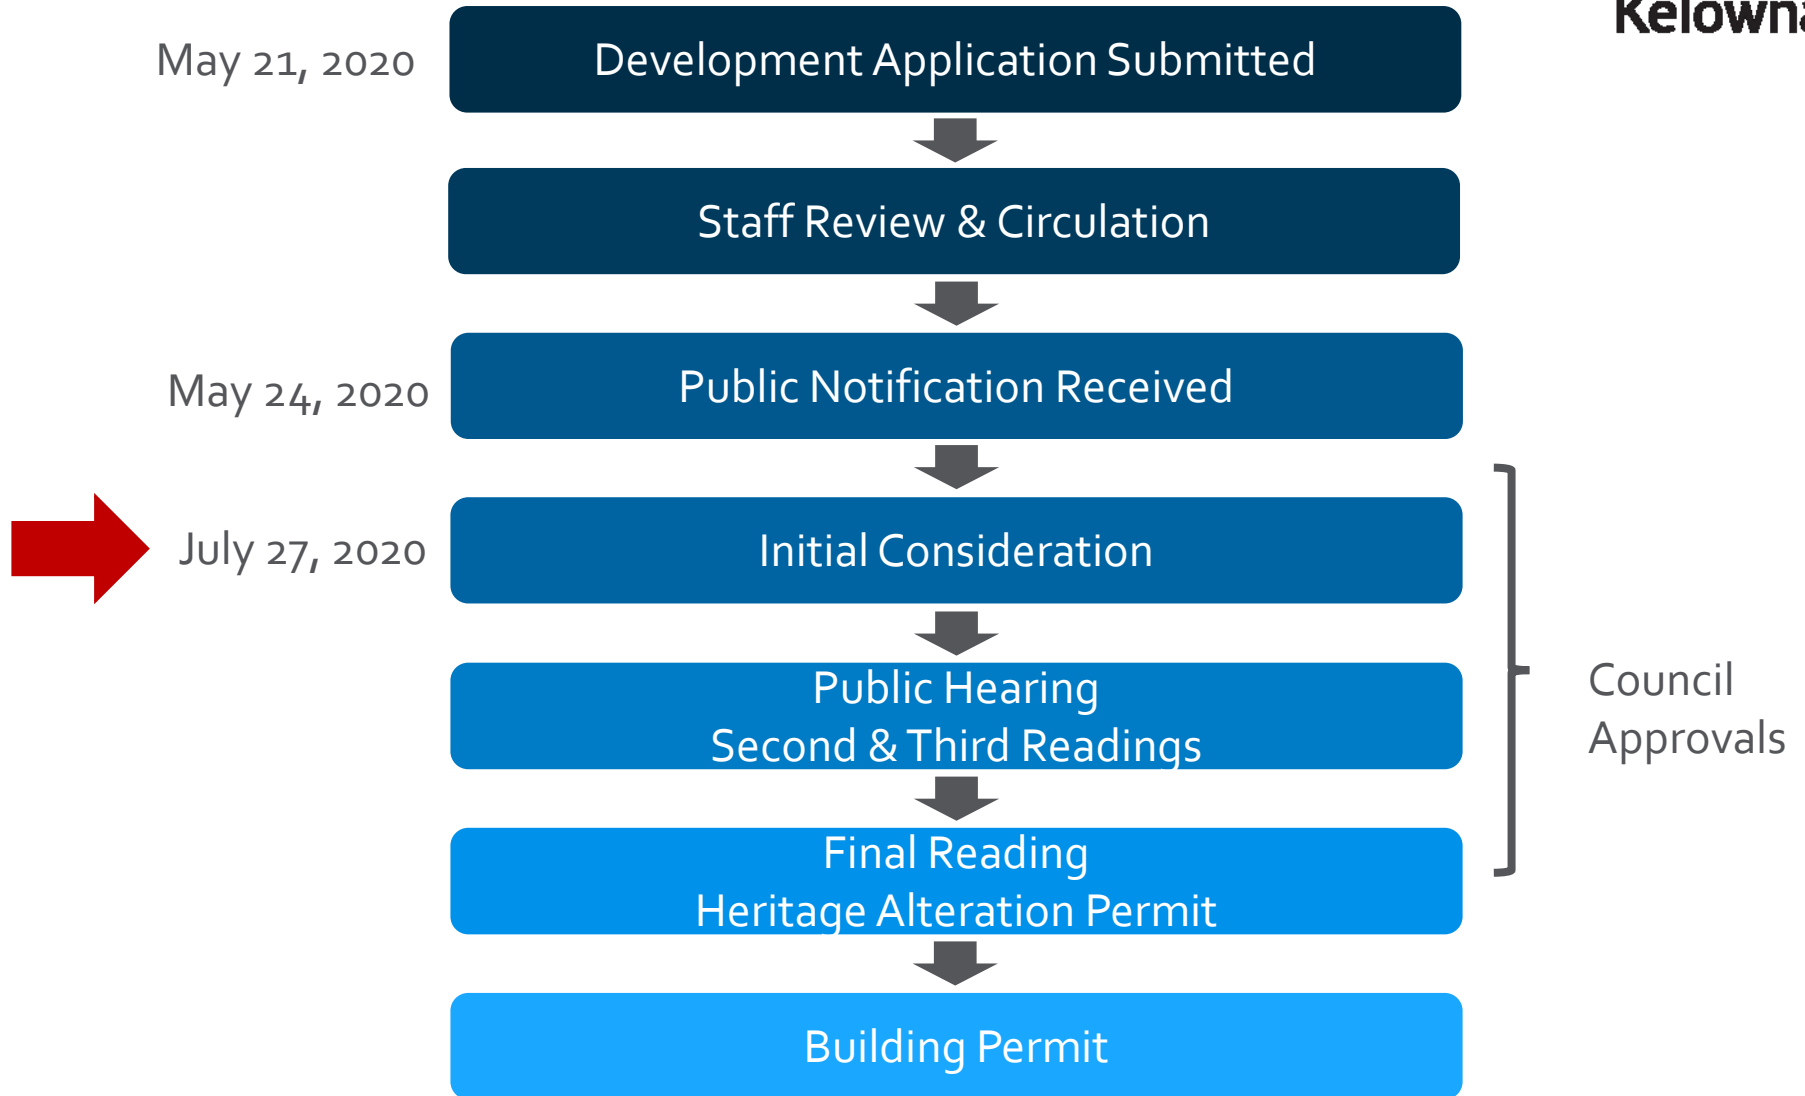 Kelowna
May 21, 2020
Development Application Submitted
Staff Review & Circulation
May 24, 2020
Public Notification Received
July 27, 2020
Initial Consideration
Public Hearing
Second & Third Readings
Council
Approvals
Final Reading
Heritage Alteration Permit
Building Permit